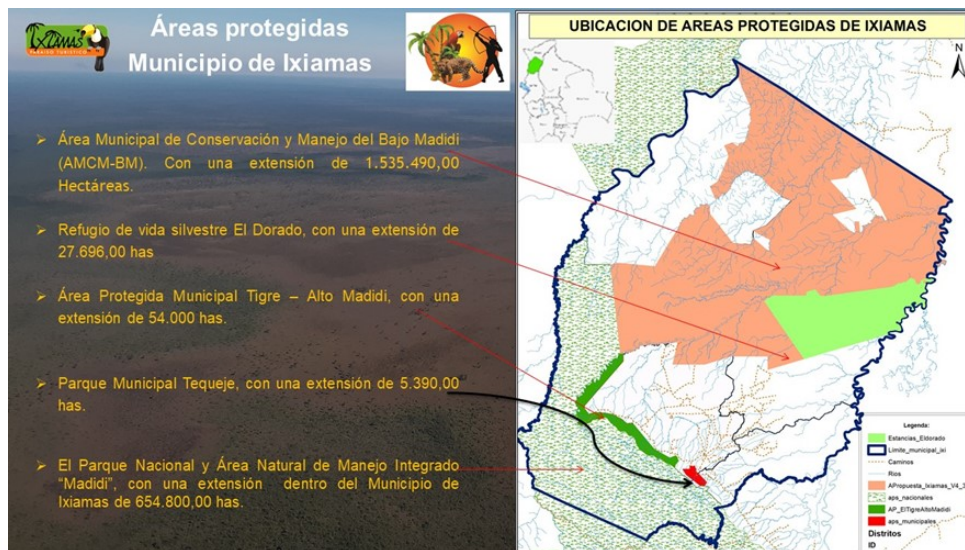 IXIAMAS
PARAISO TURISTICO
Áreas protegidas
Municipio de Ixiamas
➢ Área Municipal de Conservación y Manejo del Bajo Madidi
(AMCM-BM). Con una extensión de 1.535.490,00
Hectáreas.
➢ Refugio de vida silvestre El Dorado, con una extensión de
27.696,00 has
➢ Área Protegida Municipal Tigre – Alto Madidi, con una
extensión de 54.000 has.
➢ Parque Municipal Tequeje, con una extensión de 5.390,00
has.
➢ El Parque Nacional y Área Natural de Manejo Integrado
“Madidi”, con una extensión dentro del Municipio de
Ixiamas de 654.800,00 has.
UBICACION DE AREAS PROTEGIDAS DE IXIAMAS
N
Legenda:
Estancias_Eldorado
Limite_municipal_ixi
Caminos
Rios
APropuesta_Ixiamas_V4_1
aps_nacionales
AP_ElTigreAltoMadidi
aps_municipales
Distritos
ID